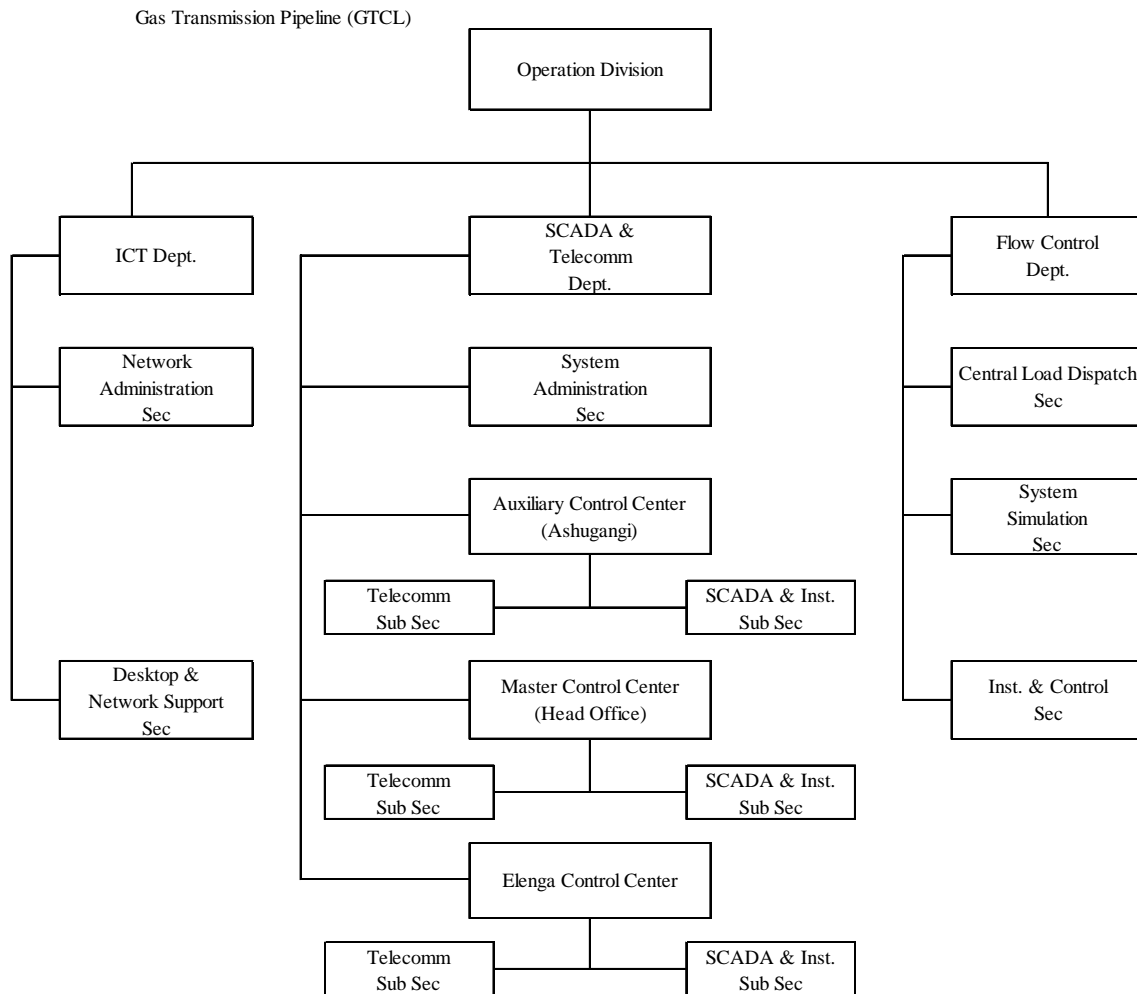 Gas Transmission Pipeline (GTCL)
Operation Division
ICT Dept.
SCADA &
Telecomm
Dept.
Flow Control
Dept.
Network
Administration
Sec
System
Administration
Sec
Central Load Dispatch
Sec
Auxiliary Control Center
(Ashugangi)
System
Simulation
Sec
Telecomm
Sub Sec
SCADA & Inst.
Sub Sec
Desktop &
Network Support
Sec
Master Control Center
(Head Office)
Inst. & Control
Sec
Telecomm
Sub Sec
SCADA & Inst.
Sub Sec
Elenga Control Center
Telecomm
Sub Sec
SCADA & Inst.
Sub Sec